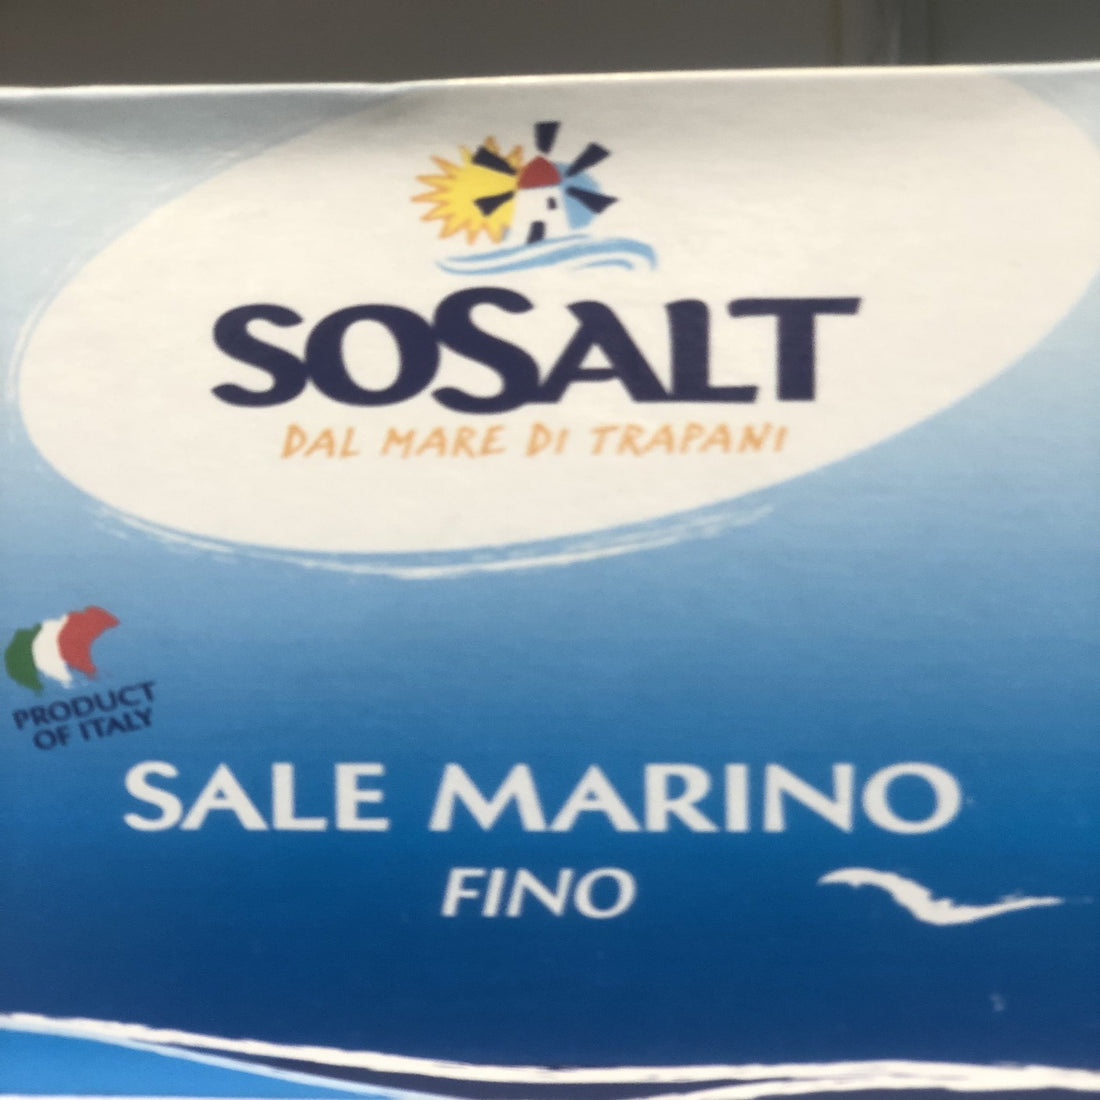 SOSALT
DAL MARE DI TRAPANI
PRODUCT
OF ITALY
SALE MARINO
FINO